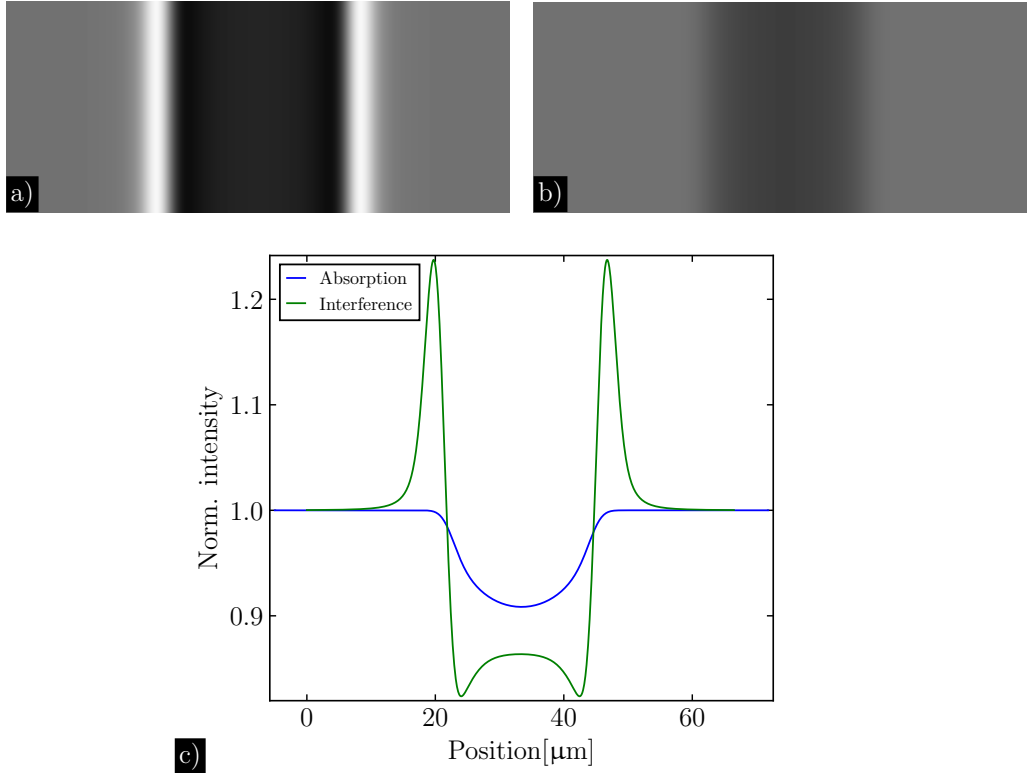 a)
b)
Absorption
Interference
1.2
1.1
1.0
0.9
Norm. intensity
0
20
40
60
Position[μm]
c)